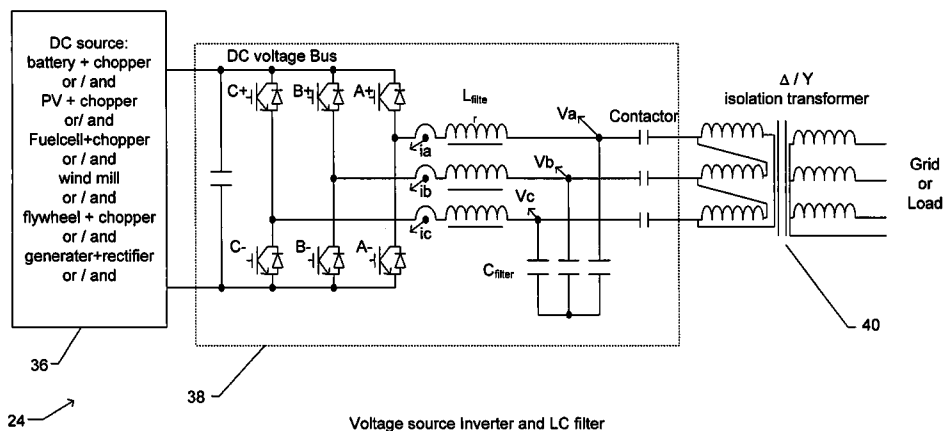 DC source:
battery + chopper
or / and
PV + chopper
or/ and
Fuelcell+chopper
or / and
wind mill
or / and
flywheel + chopper
or / and
generater+rectifier
or / and
DC voltage Bus
C+
B+
A+
L filte
r
Va
Contactor
Δ / Y
isolation transformer
ia
Vb
ib
Vc
ic
Grid
or
Load
C-
B-
A-
C filter
36
38
40
24
Voltage source Inverter and LC filter